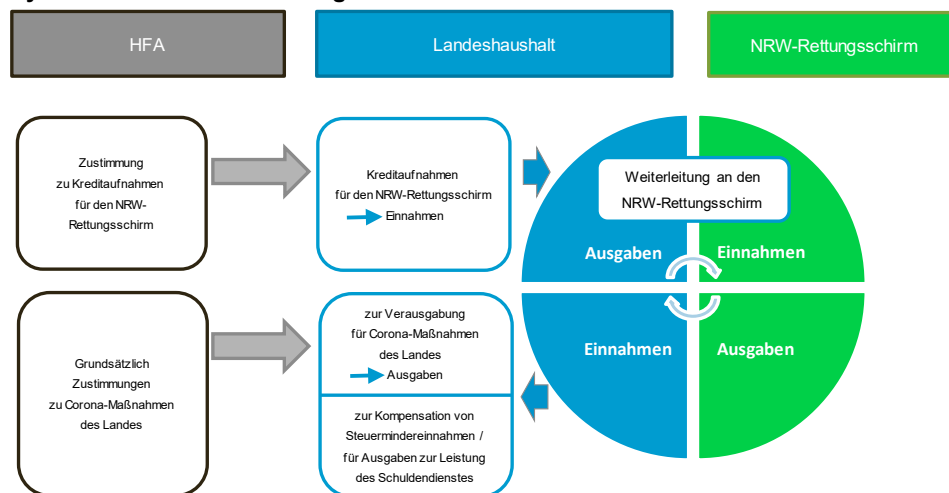 HFA
Landeshaushalt
NRW-Rettungsschirm
Zustimmung
zu Kreditaufnahmen
für den NRW-
Rettungsschirm
Kreditaufnahmen
für den NRW-Rettungsschirm
Einnahmen
Weiterleitung an den
NRW-Rettungsschirm
Ausgaben
Einnahmen
Grundsätzlich
Zustimmungen
zu Corona-Maßnahmen
des Landes
zur Verausgabung
für Corona-Maßnahmen
des Landes
Ausgaben
zur Kompensation von
Steuermindereinnahmen /
für Ausgaben zur Leistung
des Schuldendienstes
Einnahmen
Ausgaben